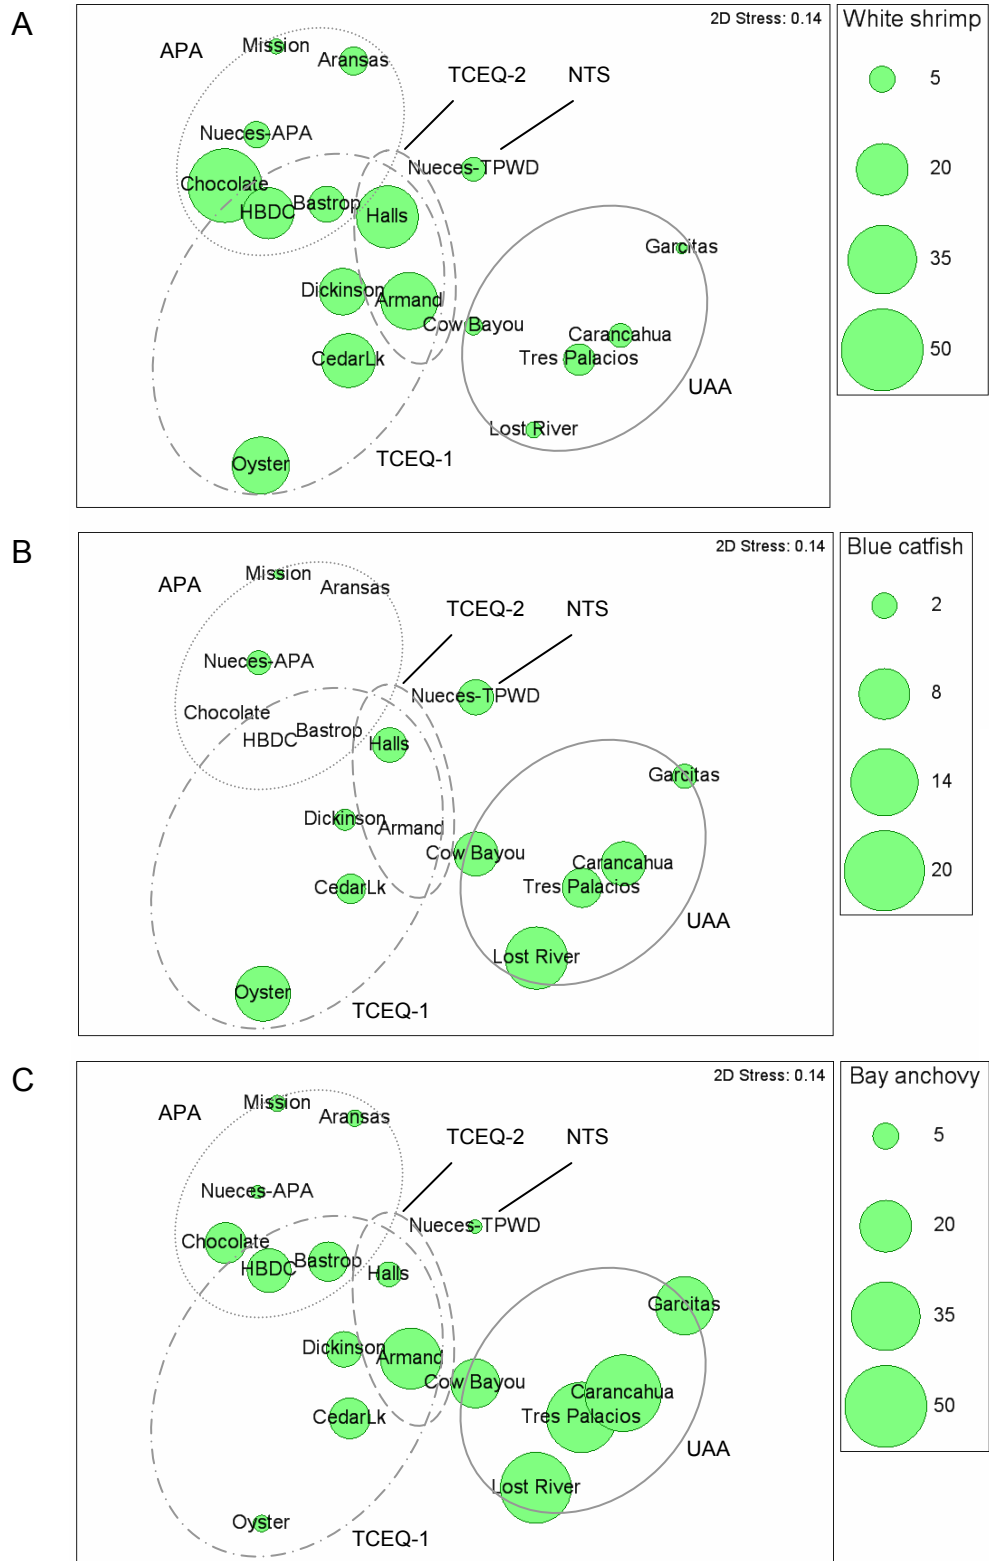 A
2D Stress: 0.14
White shrimp
5
20
35
50
APA
Mission
Aransas
TCEQ-2
NTS
Nueces-APA
Nueces-TPWD
Chocolate
HBDC
Bastrop
Halls
Garcitas
Dickinson
Armand
Cow Bayou
Carancahua
CedarLk
Tres Palacios
UAA
Lost River
TCEQ-1
Oyster
B
2D Stress: 0.14
Blue catfish
2
8
14
20
APA
Mission
Aransas
TCEQ-2
NTS
Nueces-APA
Nueces-TPWD
Chocolate
HBDC
Bastrop
Halls
Garcitas
Dickinson
Armand
Cow Bayou
Carancahua
CedarLk
Tres Palacios
UAA
Lost River
Oyster
TCEQ-1
C
2D Stress: 0.14
Bay anchovy
5
20
35
50
APA
Mission
Aransas
TCEQ-2
NTS
Nueces-APA
Nueces-TPWD
Chocolate
HBDC
Bastrop
Halls
Garcitas
Dickinson
Armand
Cow Bayou
Carancahua
CedarLk
Tres Palacios
UAA
Lost River
Oyster
TCEQ-1